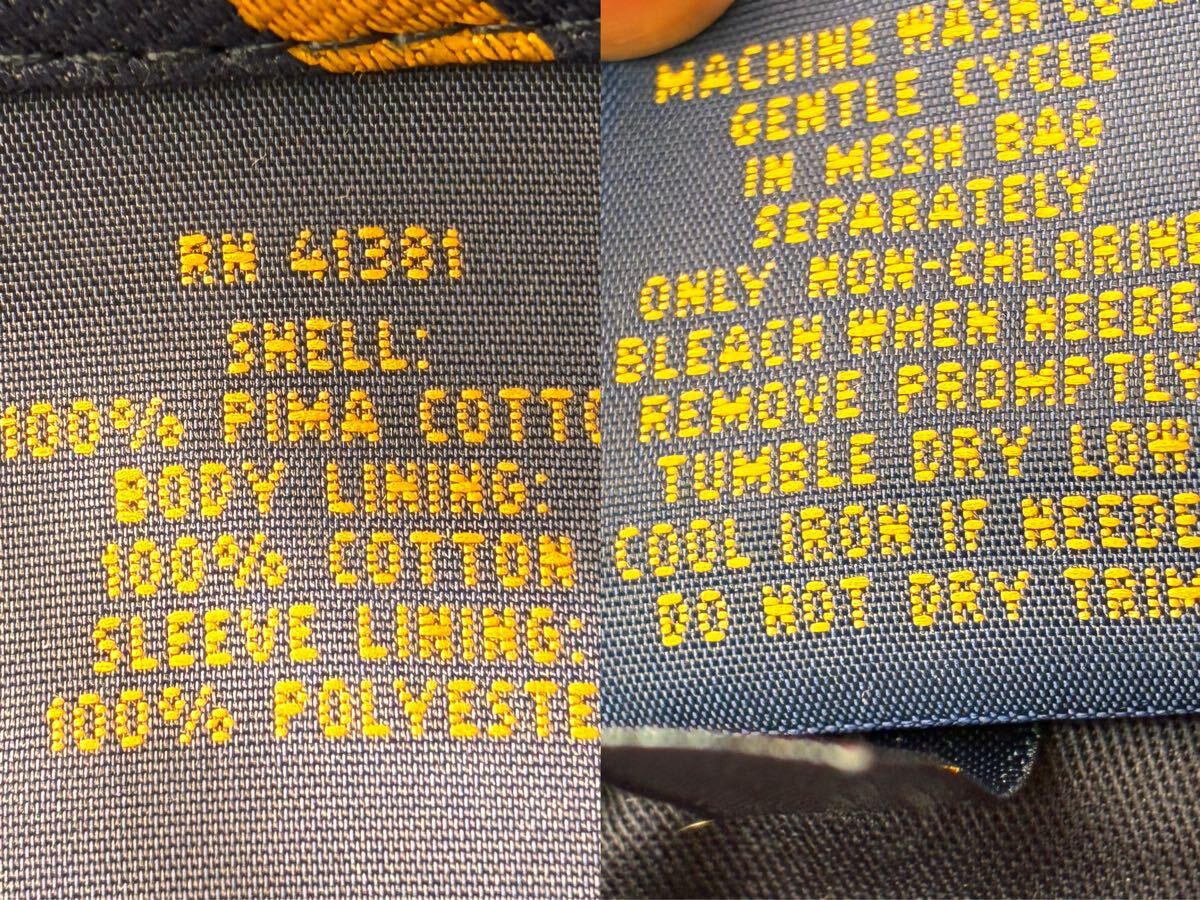 RN 41381
SHELL:
100% PIMA COTTO
BODY LINING:
100% COTTON
SLEEVE LINING:
100% POLYESTE
MACHINE WASH COL
GENTLE CYCLE
IN MESH BAG
SEPARATELY
ONLY NON-CHLORINE
BLEACH WHEN NEEDE
REMOVE PROMPTLY
TUMBLE DRY LOW
COOL IRON IF NEEDE
DO NOT DRY TRIM